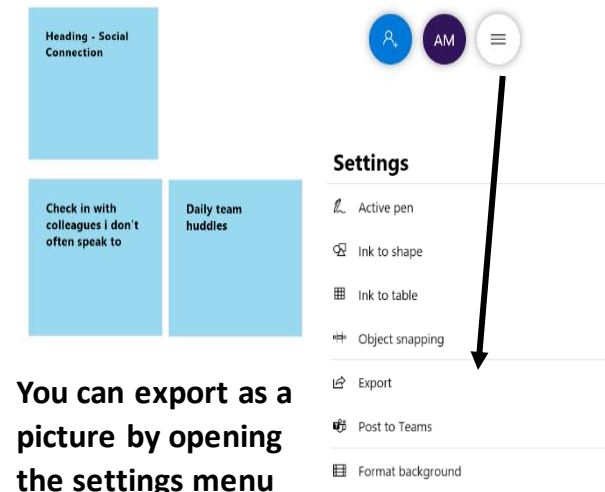 Heading - Social
Connection
Check in with
colleagues i don't
often speak to
Daily team
huddles
You can export as a
picture by opening
the settings menu
AM
Settings
Active pen
Ink to shape
Ink to table
Object snapping
Export
Post to Teams
Format background